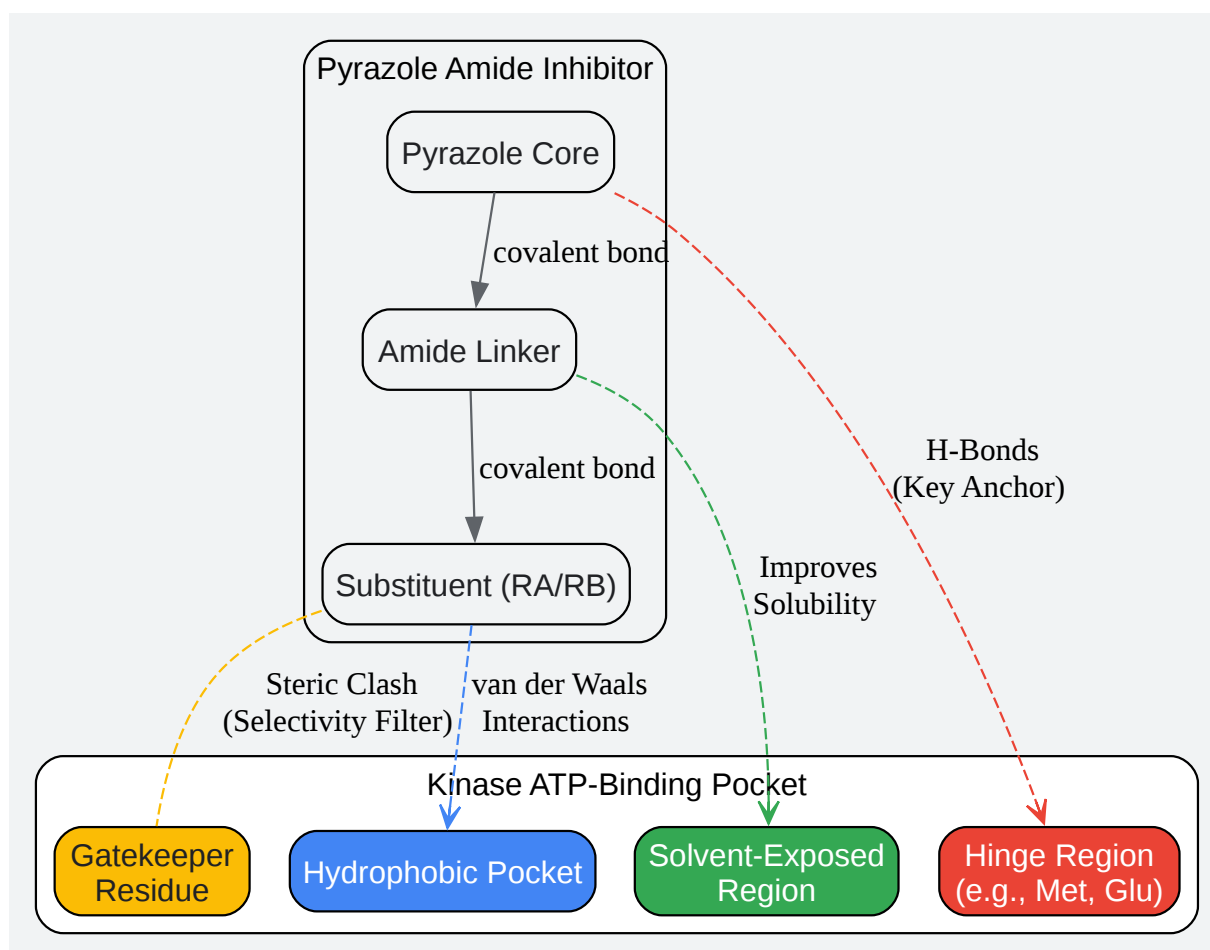 Pyrazole Amide Inhibitor
Pyrazole Core
covalent bond
Amide Linker
H-Bonds
(Key Anchor)
covalent bond
Improves
Solubility
Substituent (RA/RB)
Steric Clash
(Selectivity Filter)
van der Waals
Interactions
Kinase ATP-Binding Pocket
Gatekeeper
Residue
Hydrophobic Pocket
Solvent-Exposed
Region
Hinge Region
(e.g., Met, Glu)